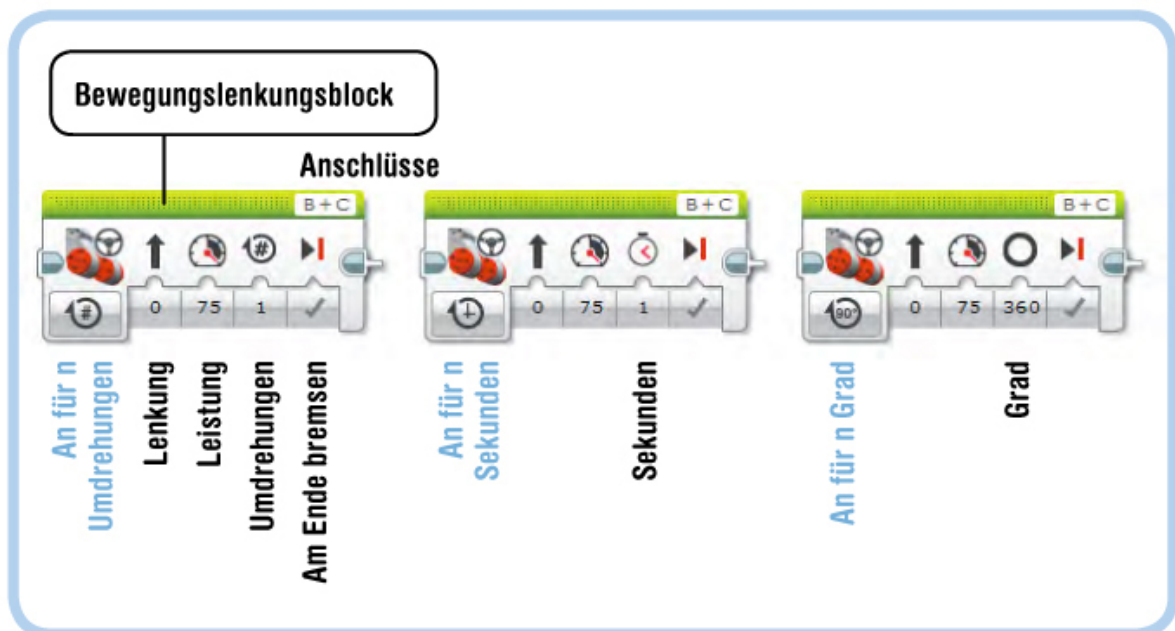 Bewegungslenkungsblock
Anschlüsse
B+C
0 75 1
An für n
Umdrehungen
Lenkung
Leistung
Umdrehungen
Am Ende bremsen
B+C
0 75 1
An für n
Sekunden
Sekunden
B+C
90°
0 75 360
An für n Grad
Grad